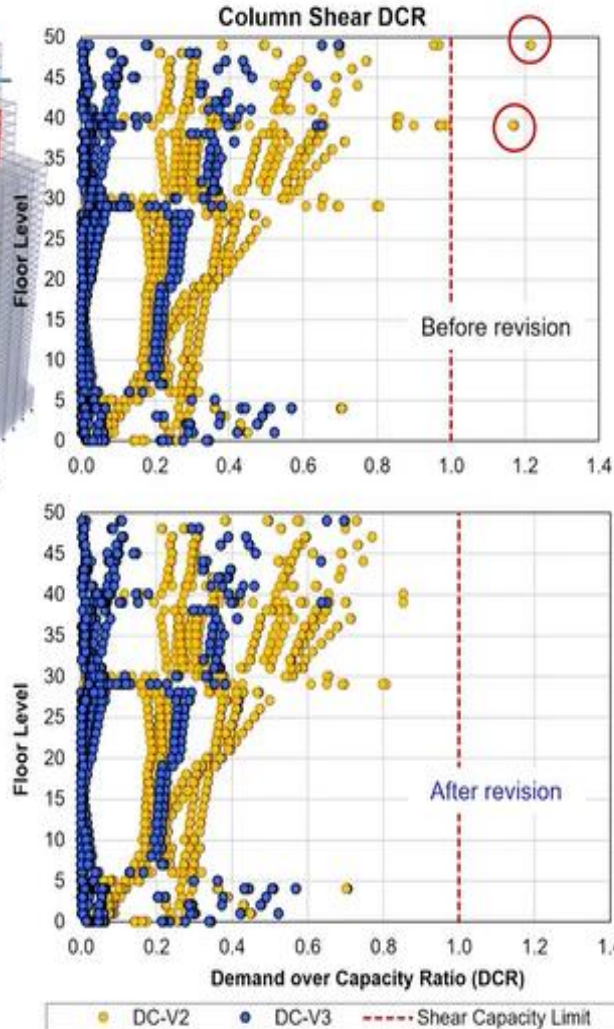 Column Shear DCR
50
45
40
35
30
25
20
15
10
5
0
Floor Level
Before revision
0.0 0.2 0.4 0.6 0.8 1.0 1.2 1.4
50
45
40
35
30
25
20
15
10
5
0
Floor Level
After revision
0.0 0.2 0.4 0.6 0.8 1.0 1.2 1.
Demand over Capacity Ratio (DCR)
DC-V2 DC-V3 Shear Capacity Limit